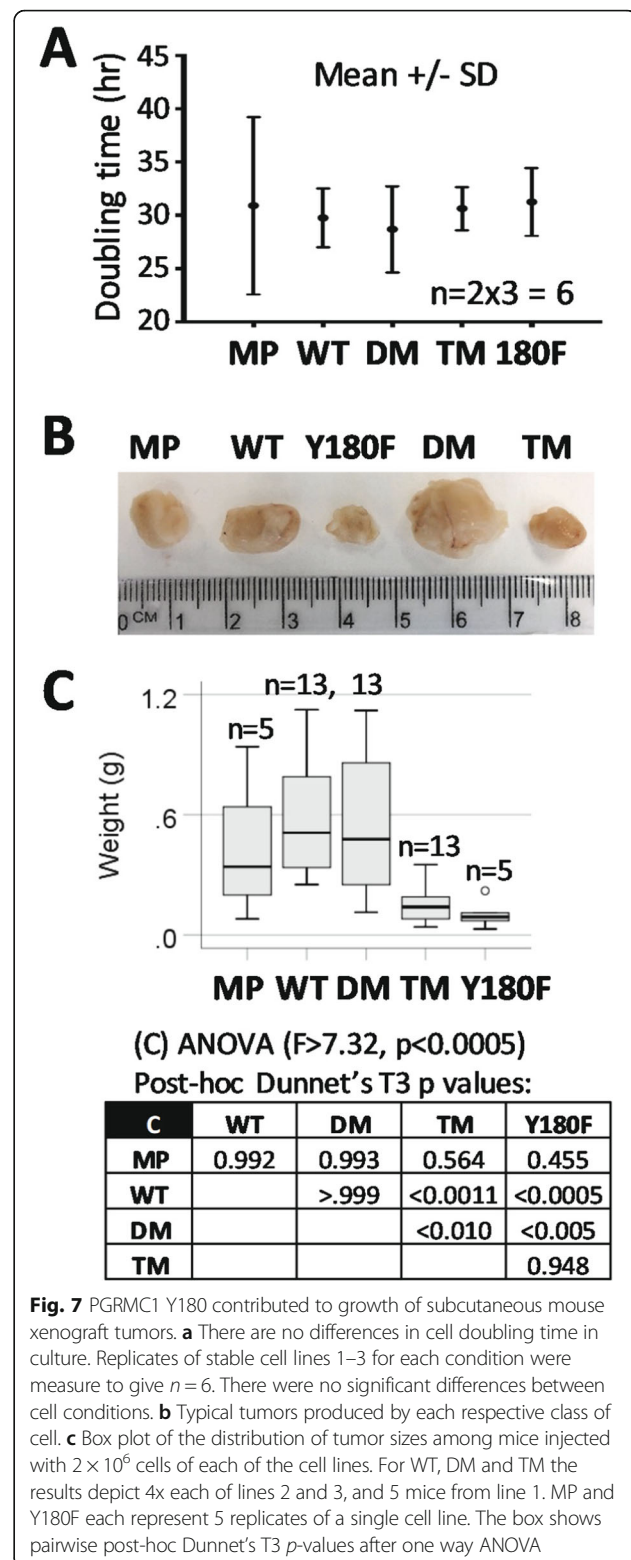 A
Doubling time (hr)
45
40
35
30
25
20
Mean +/- SD
n=2x3 = 6
MP WT DM TM 180F
B
MP WT Y180F DM TM
0 CM 1 2 3 4 5 6 7 8
C
Weight (g)
1.2
.6
.0
n=5
n=13, 13
n=13
n=5
MP WT DM TM Y180F
(C) ANOVA (F>7.32, p<0.0005)
Post-hoc Dunnet's T3 p values:
C WT DM TM Y180F
MP 0.992 0.993 0.564 0.455
WT >.999 <0.0011 <0.0005
DM <0.010 <0.005
TM 0.948
Fig. 7 PGRMC1 Y180 contributed to growth of subcutaneous mouse
xenograft tumors. a There are no differences in cell doubling time in
culture. Replicates of stable cell lines 1–3 for each condition were
measure to give n = 6. There were no significant differences between
cell conditions. b Typical tumors produced by each respective class of
cell. c Box plot of the distribution of tumor sizes among mice injected
with 2 × 10⁶ cells of each of the cell lines. For WT, DM and TM the
results depict 4x each of lines 2 and 3, and 5 mice from line 1. MP and
Y180F each represent 5 replicates of a single cell line. The box shows
pairwise post-hoc Dunnet's T3 p-values after one way ANOVA